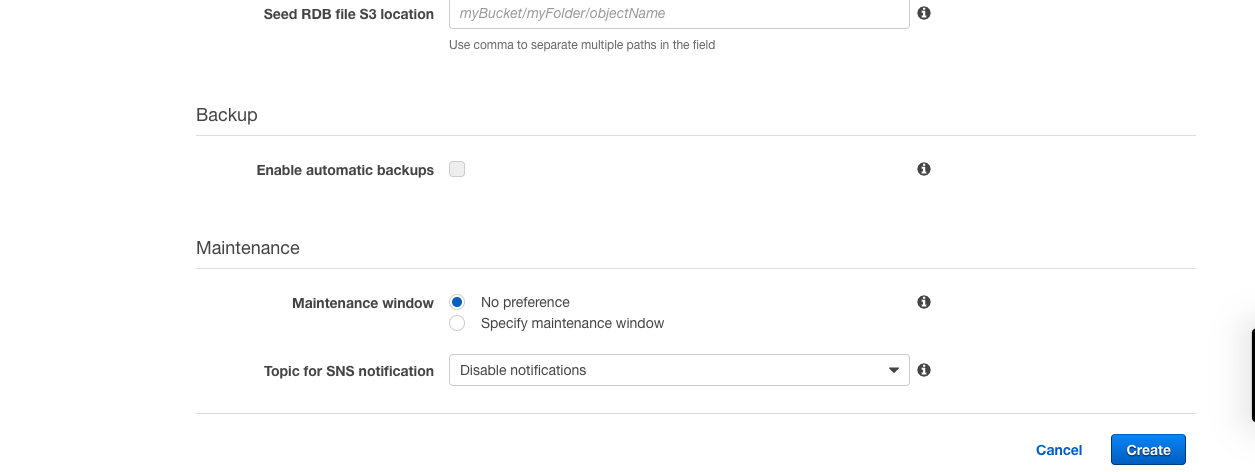 Seed RDB file S3 location myBucket/myFolder/objectName
Use comma to separate multiple paths in the field
Backup
Enable automatic backups
Maintenance
Maintenance window No preference
Specify maintenance window
Topic for SNS notification Disable notifications
Cancel Create